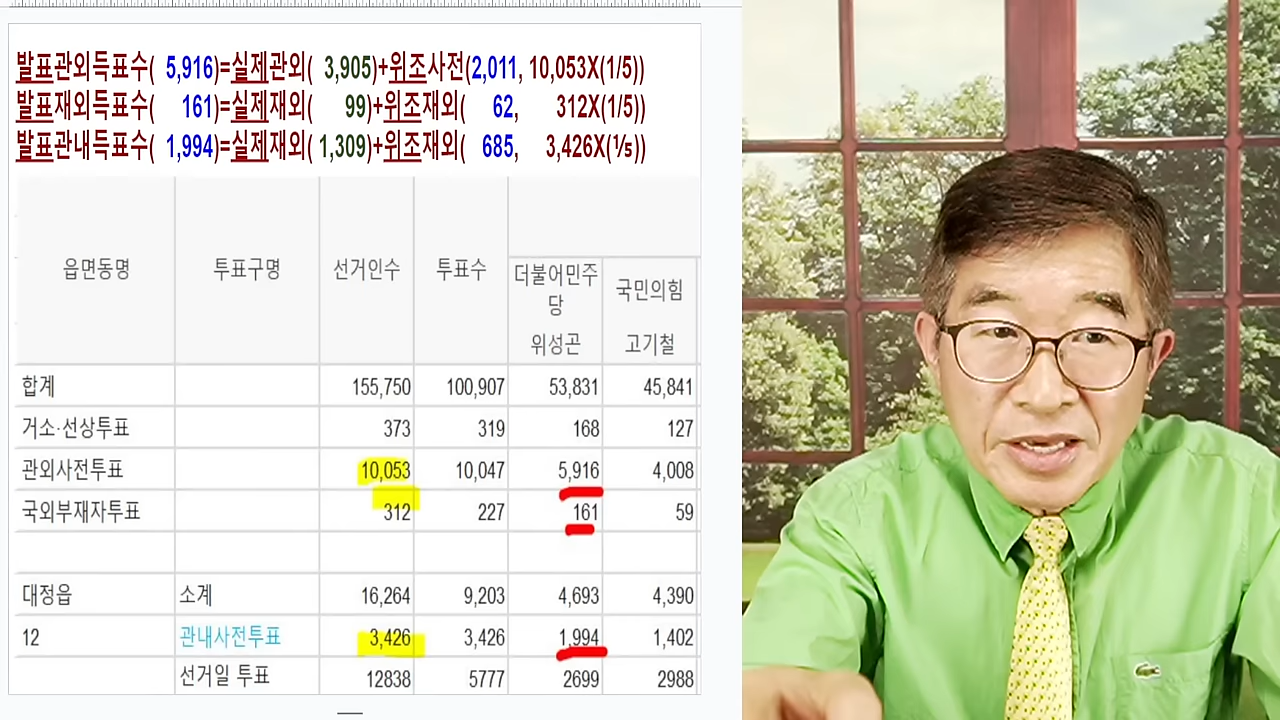 발표관외득표수( 5,916)=실제관외( 3,905)+위조사전(2,011, 10,053X(1/5))
발표재외득표수( 161)=실제재외( 99)+위조재외( 62, 312X(1/5))
발표관내득표수( 1,994)=실제재외( 1,309)+위조재외( 685, 3,426X(⅕))
읍면동명 투표구명 선거인수 투표수 더불어민주당 위성곤 국민의힘 고기철
합계 155,750 100,907 53,831 45,841
거소·선상투표 373 319 168 127
관외사전투표 10,053 10,047 5,916 4,008
국외부재자투표 312 227 161 59
대정읍 소계 16,264 9,203 4,693 4,390
12 관내사전투표 3,426 3,426 1,994 1,402
선거일 투표 12838 5777 2699 2988